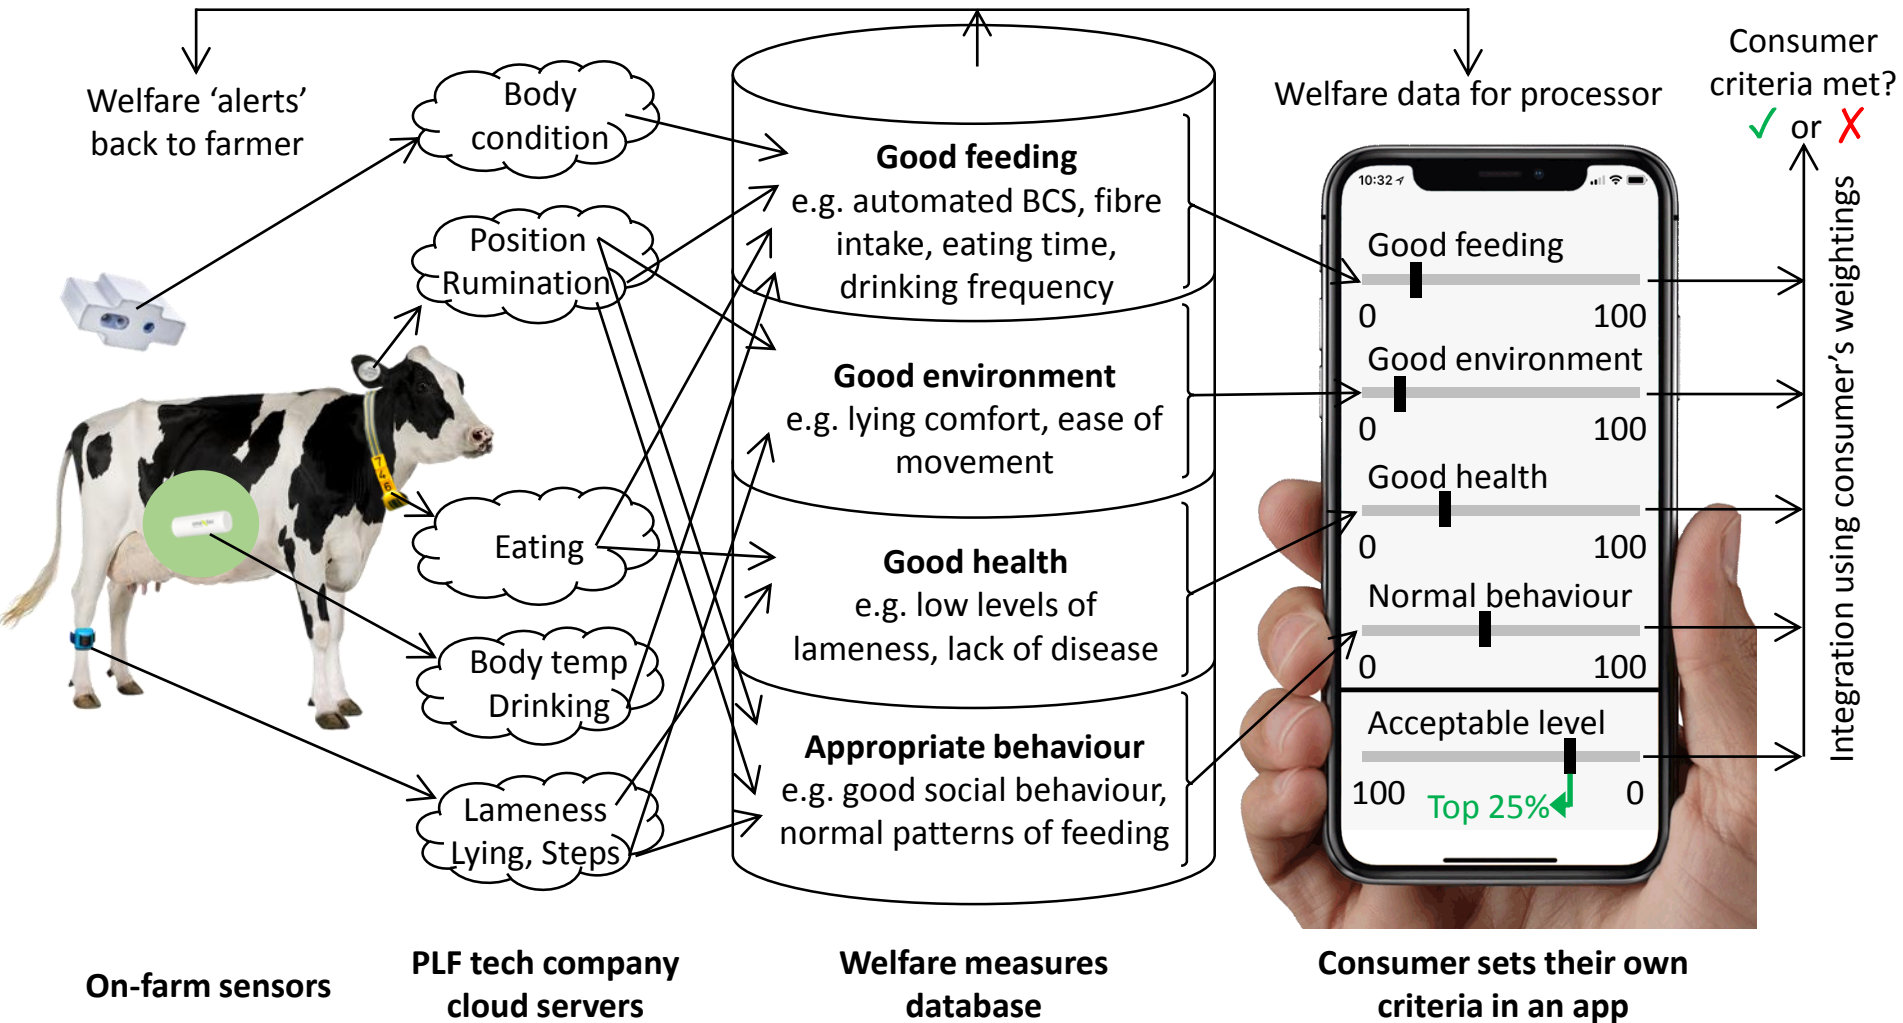 Welfare ‘alerts’
back to farmer
Body
condition
Position
Rumination
Eating
Body temp
Drinking
Lameness
Lying, Steps
7
4
6
Good feeding
e.g. automated BCS, fibre
intake, eating time,
drinking frequency
Good environment
e.g. lying comfort, ease of
movement
Good health
e.g. low levels of
lameness, lack of disease
Appropriate behaviour
e.g. good social behaviour,
normal patterns of feeding
Welfare data for processor
10:32
Good feeding
0 100
Good environment
0 100
Good health
0 100
Normal behaviour
0 100
Acceptable level
100 0
Top 25%
Consumer
criteria met?
✓ or ✗
Integration using consumer’s weightings
On-farm sensors
PLF tech company
cloud servers
Welfare measures
database
Consumer sets their own
criteria in an app